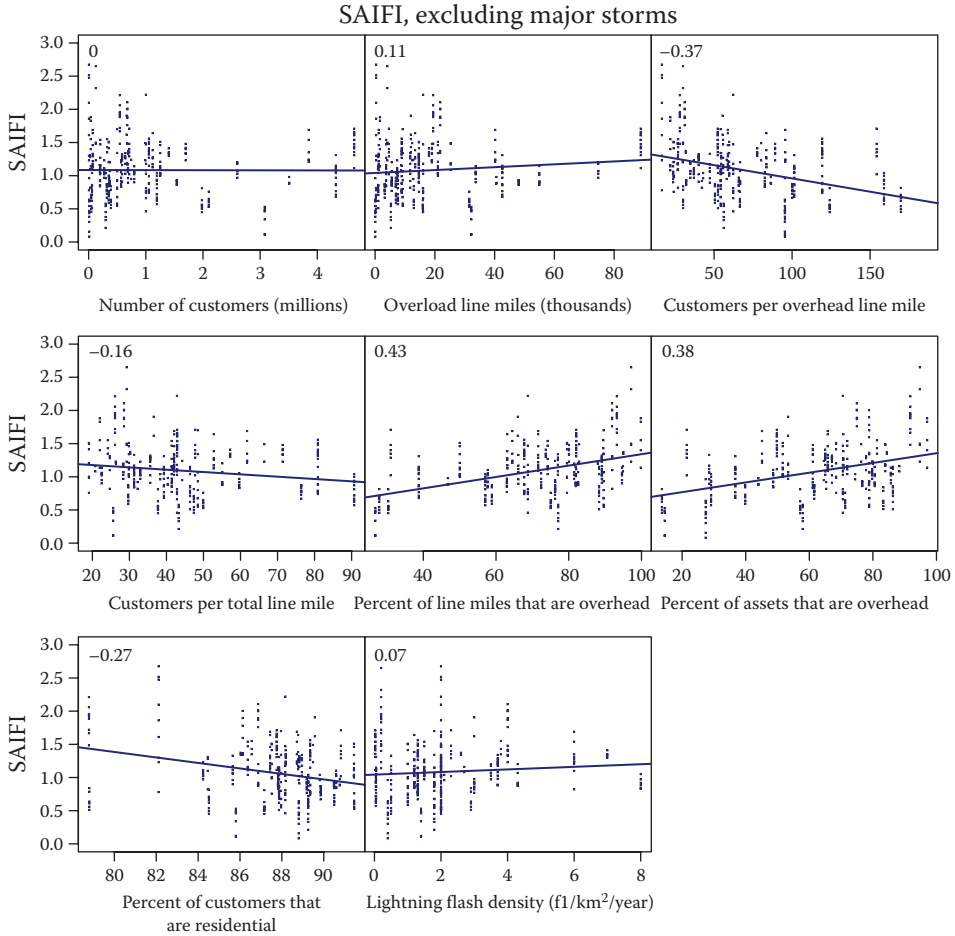 SAIFI, excluding major storms
0
0.11
−0.37
SAIFI
3.0
2.5
2.0
1.5
1.0
0.5
0.0
0 1 2 3 4
0 20 40 60 80
50 100 150
Number of customers (millions)
Overload line miles (thousands)
Customers per overhead line mile
−0.16
0.43
0.38
SAIFI
3.0
2.5
2.0
1.5
1.0
0.5
0.0
20 30 40 50 60 70 80 90
40 60 80 100
20 40 60 80 100
Customers per total line mile
Percent of line miles that are overhead
Percent of assets that are overhead
−0.27
0.07
SAIFI
3.0
2.5
2.0
1.5
1.0
0.5
0.0
80 82 84 86 88 90
0 2 4 6 8
Percent of customers that
are residential
Lightning flash density (f1/km²/year)